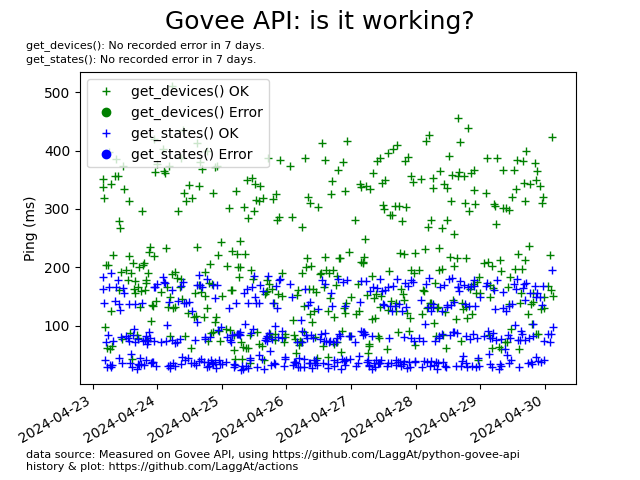 Govee API: is it working?
get_devices(): No recorded error in 7 days.
get_states(): No recorded error in 7 days.
get_devices() OK
get_devices() Error
get_states() OK
get_states() Error
Ping (ms)
500
400
300
200
100
2024-04-23
2024-04-24
2024-04-25
2024-04-26
2024-04-27
2024-04-28
2024-04-29
2024-04-30
data source: Measured on Govee API, using https://github.com/LaggAt/python-govee-api
history & plot: https://github.com/LaggAt/actions